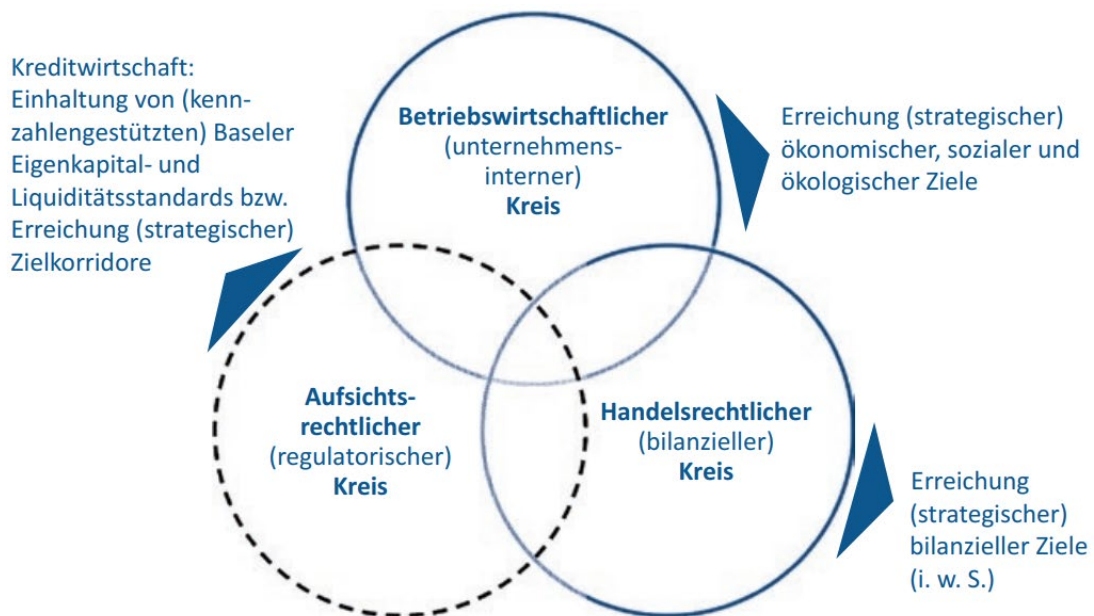 Kreditwirtschaft:
Einhaltung von (kenn-
zahlengestützten) Baseler
Eigenkapital- und
Liquiditätsstandards bzw.
Erreichung (strategischer)
Zielkorridore
Betriebswirtschaftlicher
(unternehmens-
interner)
Kreis
Erreichung (strategischer)
ökonomischer, sozialer und
ökologischer Ziele
Aufsichts-
rechtlicher
(regulatorischer)
Kreis
Handelsrechtlicher
(bilanzieller)
Kreis
Erreichung
(strategischer)
bilanzieller Ziele
(i. w. S.)